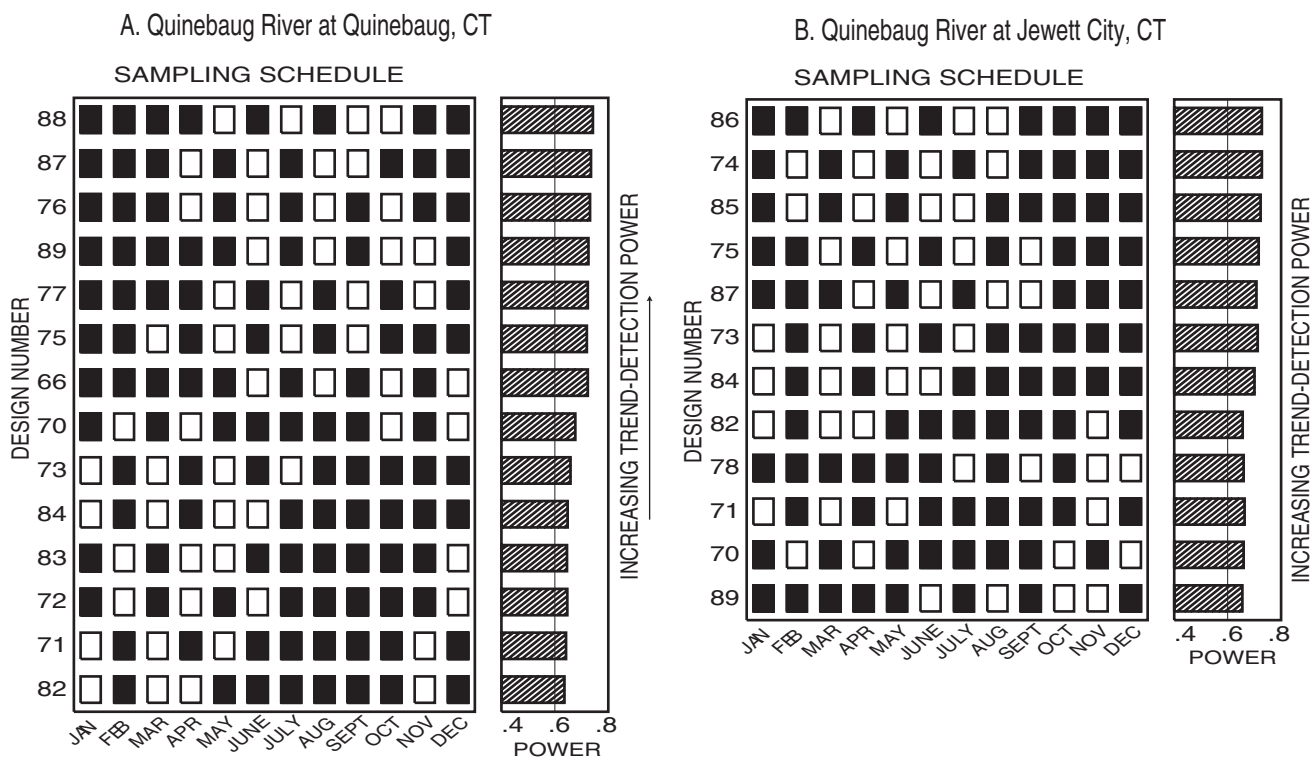 A. Quinebaug River at Quinebaug, CT
SAMPLING SCHEDULE
DESIGN NUMBER
88
87
76
89
77
75
66
70
73
84
83
72
71
82
JAN FEB MAR APR MAY JUNE JULY AUG SEPT OCT NOV DEC
.4 .6 .8
POWER
INCREASING TREND-DETECTION POWER
B. Quinebaug River at Jewett City, CT
SAMPLING SCHEDULE
DESIGN NUMBER
86
74
85
75
87
73
84
82
78
71
70
89
JAN FEB MAR APR MAY JUNE JULY AUG SEPT OCT NOV DEC
.4 .6 .8
POWER
INCREASING TREND-DETECTION POWER